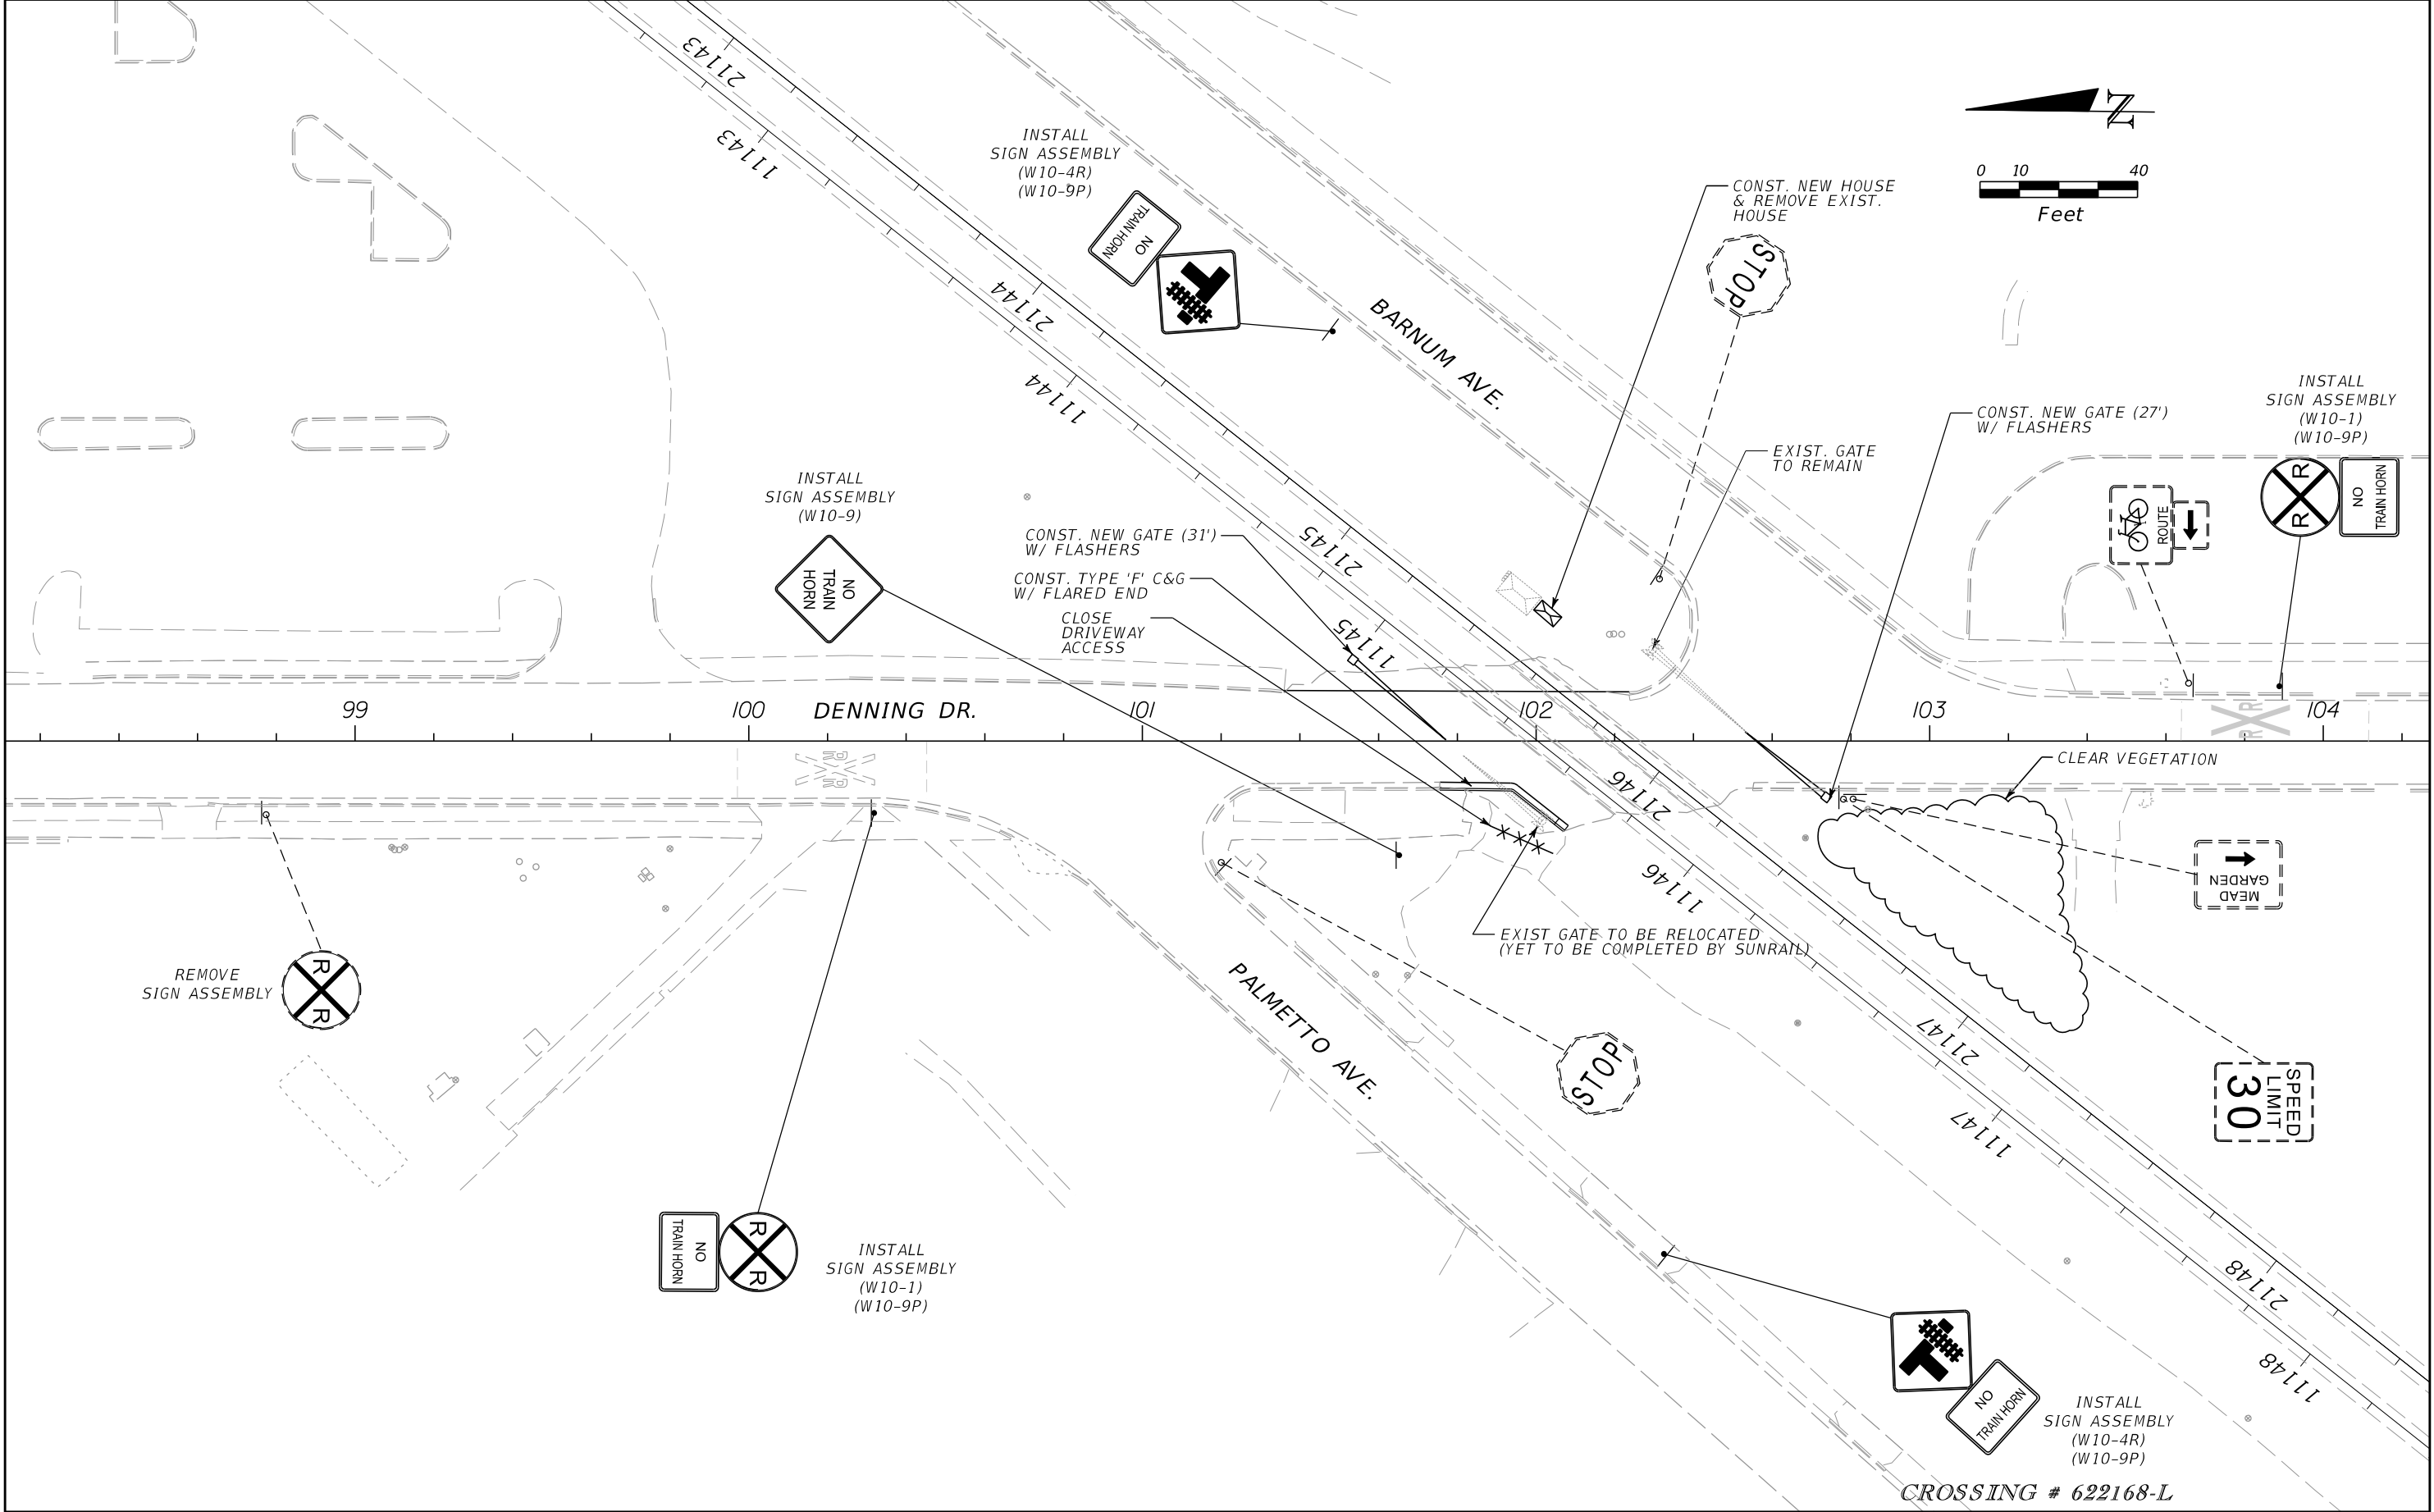 21143
11143
INSTALL
SIGN ASSEMBLY
(W10-4R)
(W10-9P)
NO
TRAIN HORN
N
0 10 40
Feet
CONST. NEW HOUSE
& REMOVE EXIST.
HOUSE
STOP
21144
11144
BARNUM AVE.
INSTALL
SIGN ASSEMBLY
(W10-1)
(W10-9P)
R R
NO
TRAIN HORN
CONST. NEW GATE (27')
W/ FLASHERS
EXIST. GATE
TO REMAIN
ROUTE
INSTALL
SIGN ASSEMBLY
(W10-9)
NO
TRAIN
HORN
CONST. NEW GATE (31')
W/ FLASHERS
CONST. TYPE 'F' C&G
W/ FLARED END
CLOSE
DRIVEWAY
ACCESS
21145
11145
99 100 DENNING DR. 101 102 103 104
R R
R R
CLEAR VEGETATION
21146
11146
MEAD
GARDEN
EXIST GATE TO BE RELOCATED
(YET TO BE COMPLETED BY SUNRAIL)
REMOVE
SIGN ASSEMBLY
R R
PALMETTO AVE.
STOP
21147
11147
SPEED
LIMIT
30
NO
TRAIN HORN
R R
INSTALL
SIGN ASSEMBLY
(W10-1)
(W10-9P)
21148
11148
NO
TRAIN HORN
INSTALL
SIGN ASSEMBLY
(W10-4R)
(W10-9P)
CROSSING # 622168-L